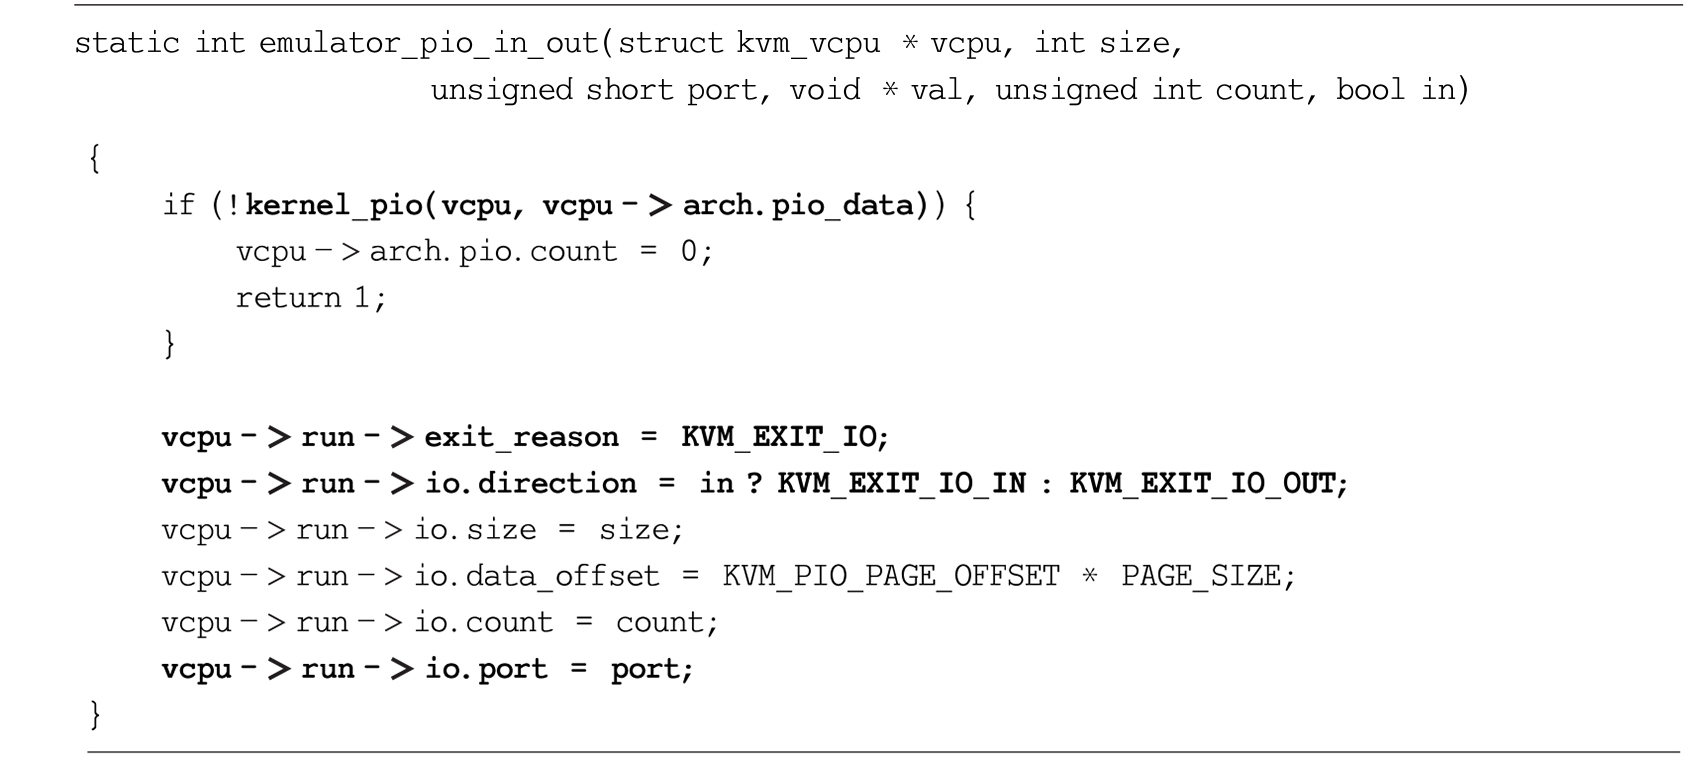 static int emulator_pio_in_out(struct kvm_vcpu * vcpu, int size,
unsigned short port, void * val, unsigned int count, bool in)
{
if (!kernel_pio(vcpu, vcpu -> arch.pio_data)) {
vcpu -> arch.pio.count = 0;
return 1;
}
vcpu -> run -> exit_reason = KVM_EXIT_IO;
vcpu -> run -> io.direction = in ? KVM_EXIT_IO_IN : KVM_EXIT_IO_OUT;
vcpu -> run -> io.size = size;
vcpu -> run -> io.data_offset = KVM_PIO_PAGE_OFFSET * PAGE_SIZE;
vcpu -> run -> io.count = count;
vcpu -> run -> io.port = port;
}